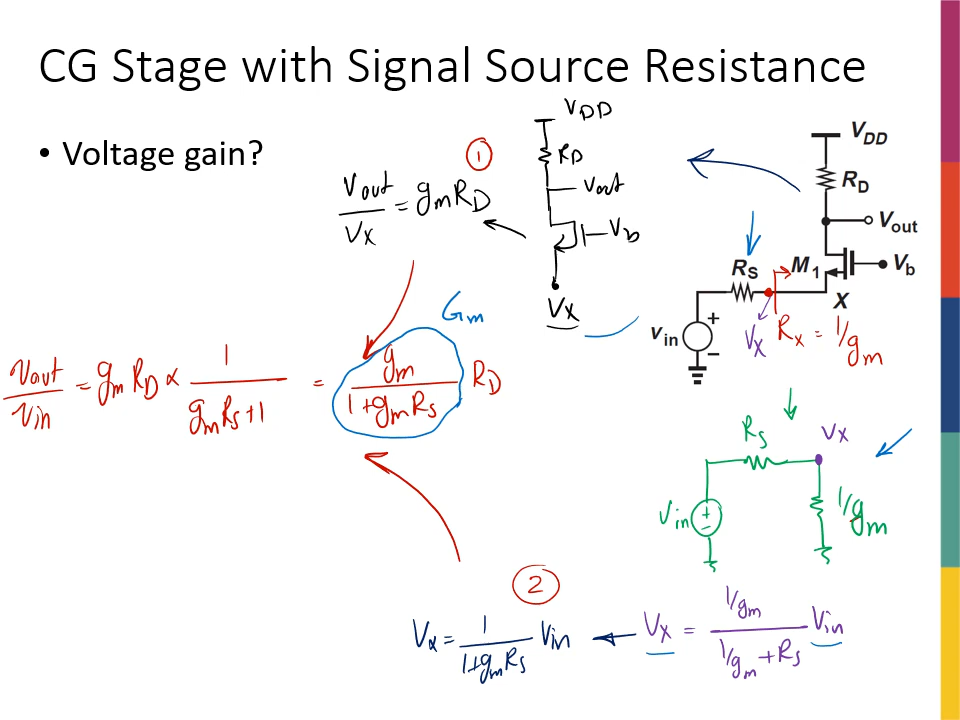 CG Stage with Signal Source Resistance
• Voltage gain?
1
Vout/Vx = gmRD
VDD
RD
Vout
Vb
Vx
VDD
RD
Vout
RS
M1
Vb
X
Vin
+
−
Vx
Rx = 1/gm
Gm
Vout/Vin = gm RD × 1/(gmRs+1) = gm/(1+gmRs) RD
Rs
Vx
Vin
+
−
1/gm
2
Vx = 1/(1+gmRs) Vin
Vx = (1/gm)/(1/gm + Rs) Vin